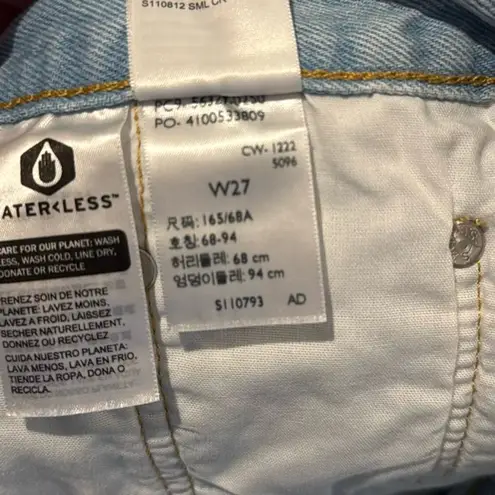 S110812 SML CN
PO- 4100533809
CW-1222
5096
W27
尺码: 165/68A
호칭: 68-94
허리둘레: 68 cm
엉덩이둘레: 94 cm
S110793 AD
ATER<LESS™
CARE FOR OUR PLANET: WASH
LESS, WASH COLD, LINE DRY,
DONATE OR RECYCLE
PRENEZ SOIN DE NOTRE
PLANETE: LAVEZ MOINS,
LAVEZ A FROID, LAISSEZ
SECHER NATURELLEMENT,
DONNEZ OU RECYCLEZ
CUIDA NUESTRO PLANETA:
LAVA MENOS, LAVA EN FRIO,
TIENDE LA ROPA, DONA O
RECICLA.